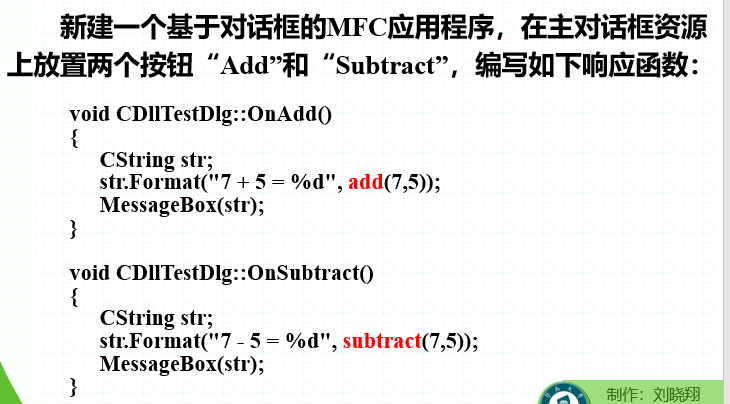 新建一个基于对话框的MFC应用程序，在主对话框资源
上放置两个按钮“Add”和“Subtract”，编写如下响应函数：
void CDllTestDlg::OnAdd()
{
CString str;
str.Format("7 + 5 = %d", add(7,5));
MessageBox(str);
}
void CDllTestDlg::OnSubtract()
{
CString str;
str.Format("7 - 5 = %d", subtract(7,5));
MessageBox(str);
}
制作：刘晓翔